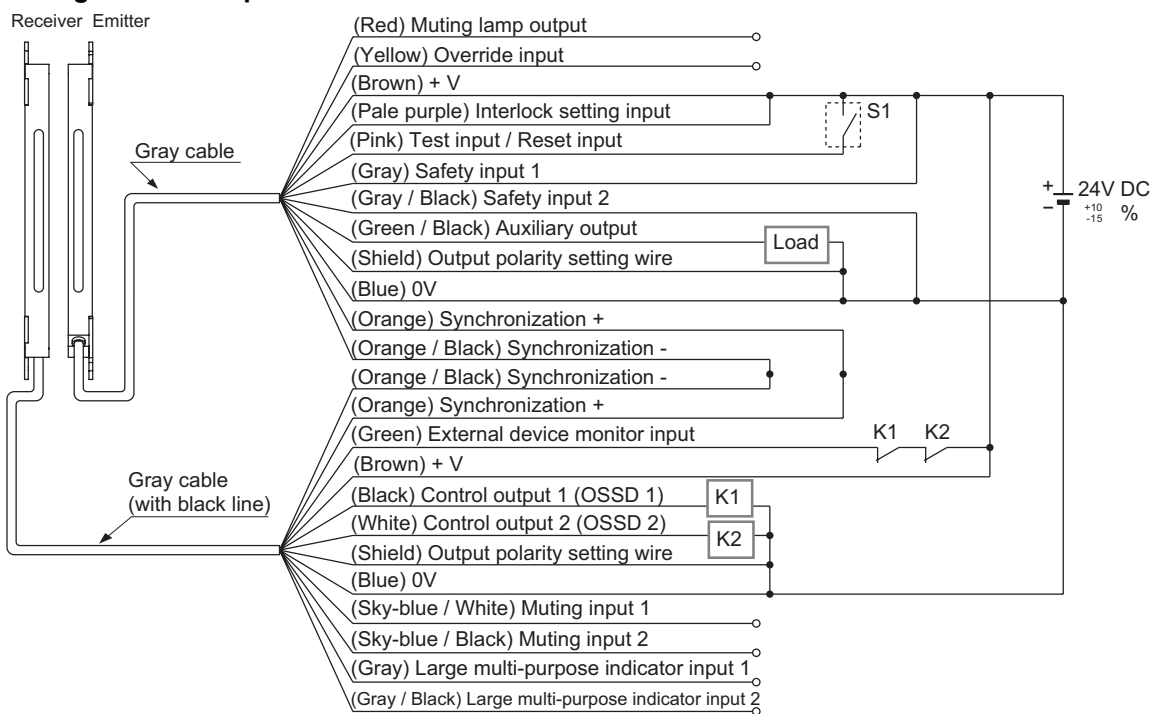 Receiver Emitter
(Red) Muting lamp output
(Yellow) Override input
(Brown) + V
(Pale purple) Interlock setting input
S1
(Pink) Test input / Reset input
Gray cable
(Gray) Safety input 1
(Gray / Black) Safety input 2
+
24V DC
−
+10
-15 %
(Green / Black) Auxiliary output
Load
(Shield) Output polarity setting wire
(Blue) 0V
(Orange) Synchronization +
(Orange / Black) Synchronization -
(Orange / Black) Synchronization -
(Orange) Synchronization +
(Green) External device monitor input
K1 K2
(Brown) + V
Gray cable
(with black line)
(Black) Control output 1 (OSSD 1)
K1
(White) Control output 2 (OSSD 2)
K2
(Shield) Output polarity setting wire
(Blue) 0V
(Sky-blue / White) Muting input 1
(Sky-blue / Black) Muting input 2
(Gray) Large multi-purpose indicator input 1
(Gray / Black) Large multi-purpose indicator input 2